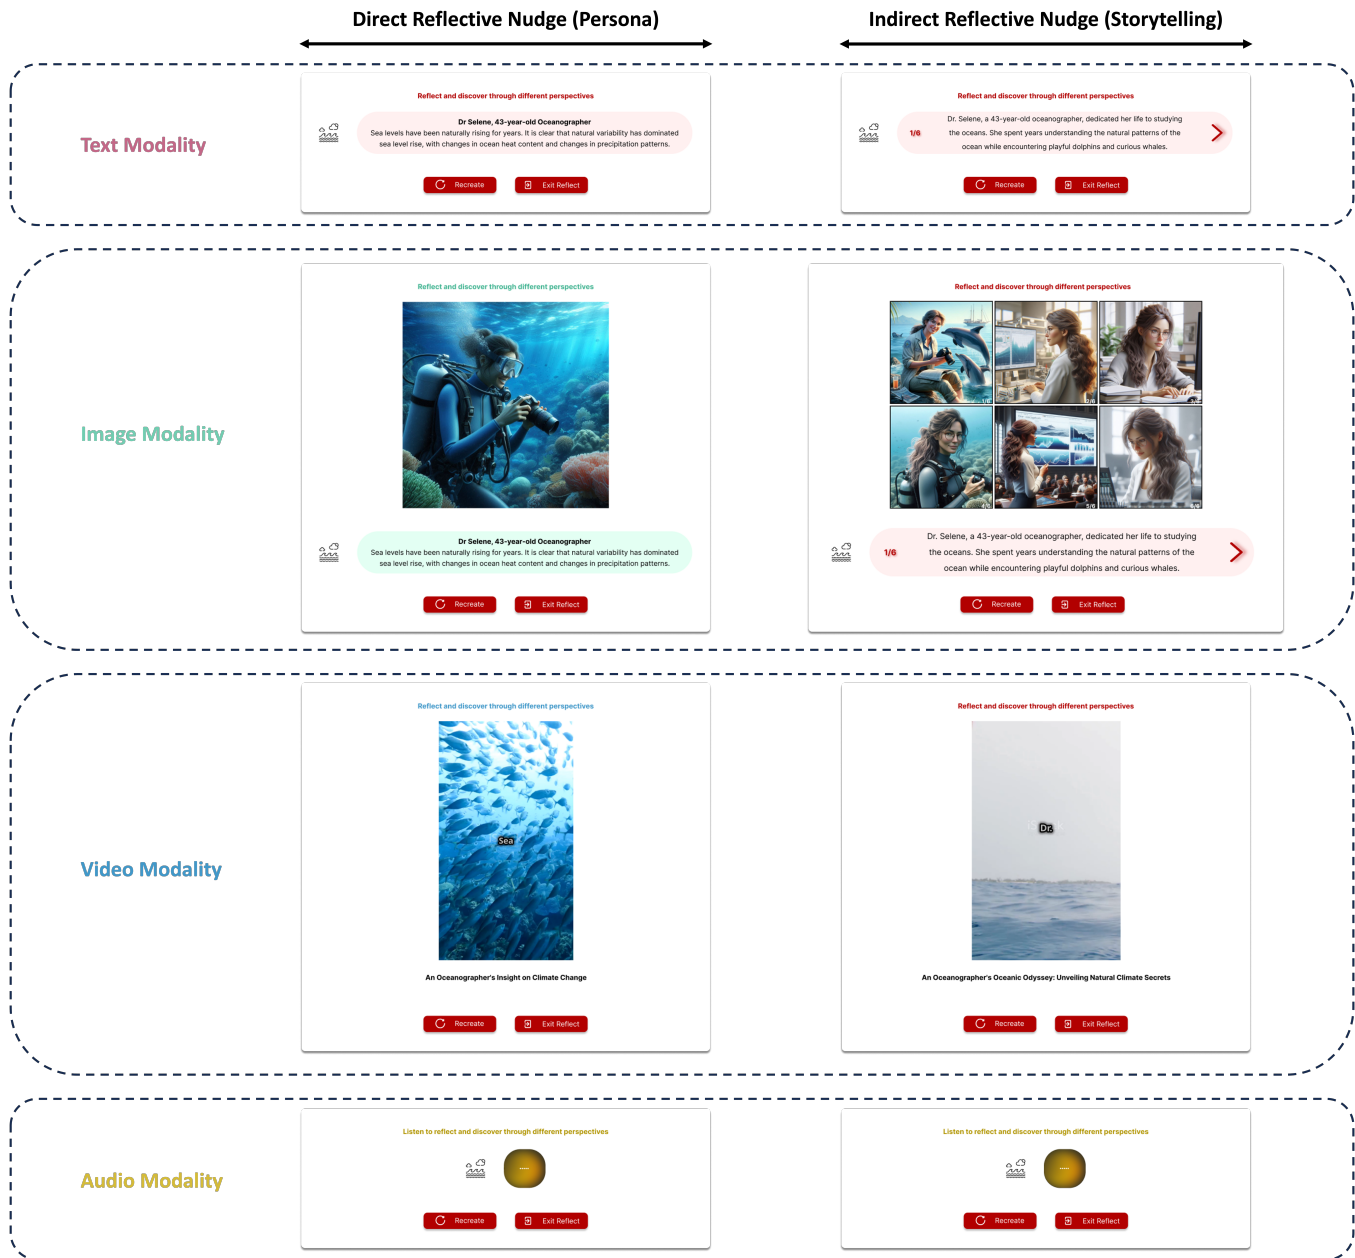 Direct Reflective Nudge (Persona)
Indirect Reflective Nudge (Storytelling)
Text Modality
Reflect and discover through different perspectives
Dr Selene, 43-year-old Oceanographer
Sea levels have been naturally rising for years. It is clear that natural variability has dominated
sea level rise, with changes in ocean heat content and changes in precipitation patterns.
Recreate
Exit Reflect
Reflect and discover through different perspectives
1/6
Dr. Selene, a 43-year-old oceanographer, dedicated her life to studying
the oceans. She spent years understanding the natural patterns of the
ocean while encountering playful dolphins and curious whales.
Recreate
Exit Reflect
Image Modality
Reflect and discover through different perspectives
Dr Selene, 43-year-old Oceanographer
Sea levels have been naturally rising for years. It is clear that natural variability has dominated
sea level rise, with changes in ocean heat content and changes in precipitation patterns.
Recreate
Exit Reflect
Reflect and discover through different perspectives
1/6
2/6
3/6
4/6
5/6
6/6
1/6
Dr. Selene, a 43-year-old oceanographer, dedicated her life to studying
the oceans. She spent years understanding the natural patterns of the
ocean while encountering playful dolphins and curious whales.
Recreate
Exit Reflect
Video Modality
Reflect and discover through different perspectives
Sea
An Oceanographer's Insight on Climate Change
Recreate
Exit Reflect
Reflect and discover through different perspectives
Dr.
An Oceanographer's Oceanic Odyssey: Unveiling Natural Climate Secrets
Recreate
Exit Reflect
Audio Modality
Listen to reflect and discover through different perspectives
Recreate
Exit Reflect
Listen to reflect and discover through different perspectives
Recreate
Exit Reflect